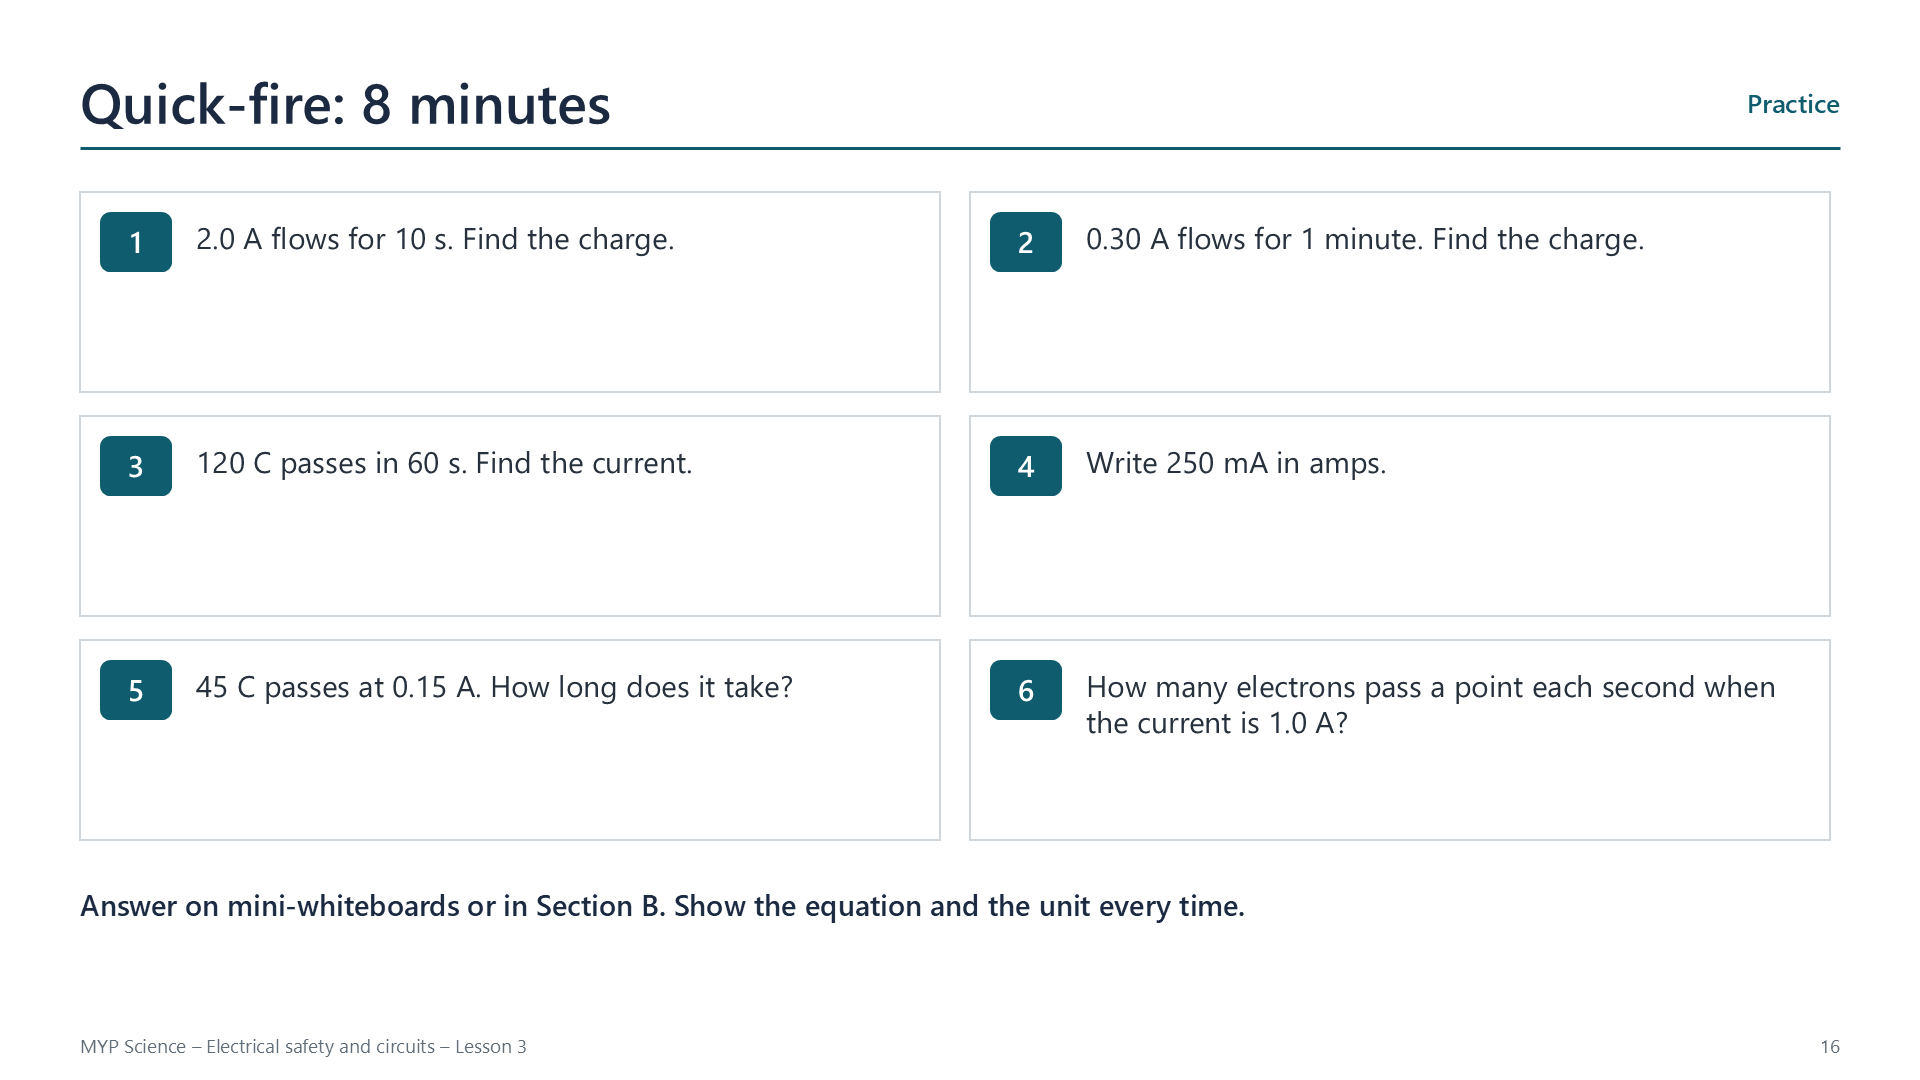 Quick-fire: 8 minutes
Practice
1
2.0 A flows for 10 s. Find the charge.
2
0.30 A flows for 1 minute. Find the charge.
3
120 C passes in 60 s. Find the current.
4
Write 250 mA in amps.
5
45 C passes at 0.15 A. How long does it take?
6
How many electrons pass a point each second when
the current is 1.0 A?
Answer on mini-whiteboards or in Section B. Show the equation and the unit every time.
MYP Science – Electrical safety and circuits – Lesson 3
16